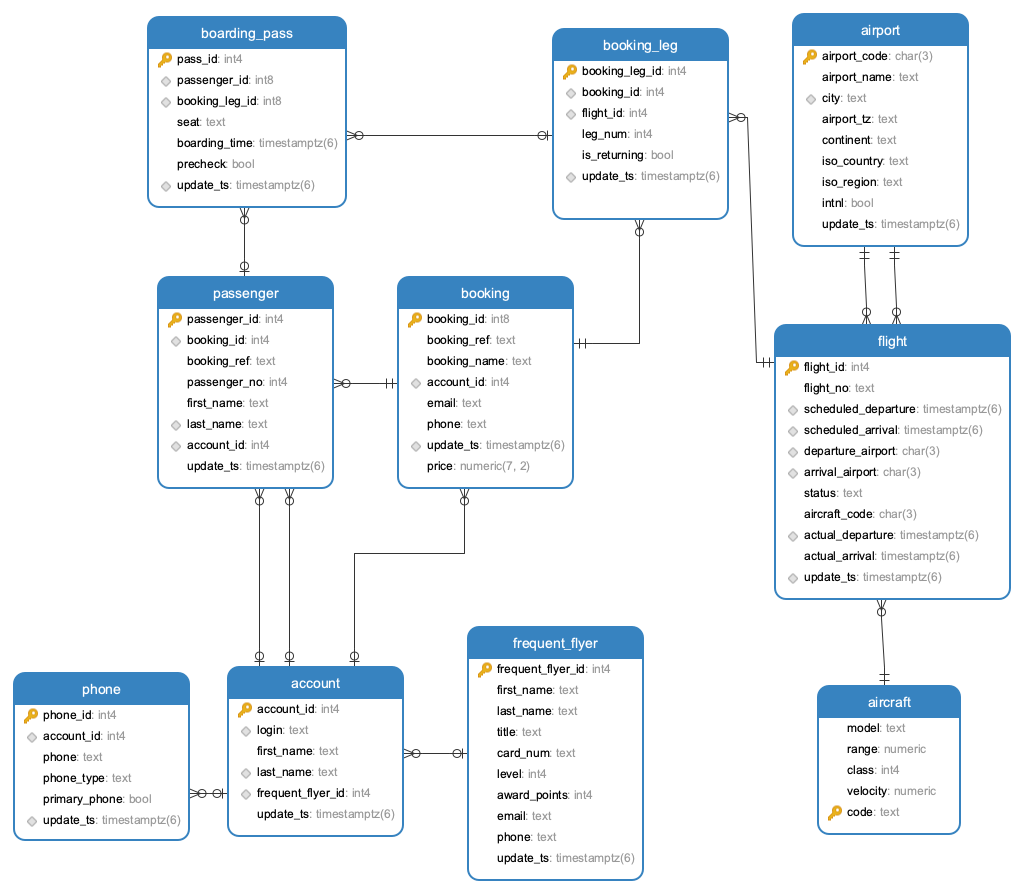 boarding_pass
pass_id: int4
passenger_id: int8
booking_leg_id: int8
seat: text
boarding_time: timestamptz(6)
precheck: bool
update_ts: timestamptz(6)
booking_leg
booking_leg_id: int4
booking_id: int4
flight_id: int4
leg_num: int4
is_returning: bool
update_ts: timestamptz(6)
airport
airport_code: char(3)
airport_name: text
city: text
airport_tz: text
continent: text
iso_country: text
iso_region: text
intnl: bool
update_ts: timestamptz(6)
passenger
passenger_id: int4
booking_id: int4
booking_ref: text
passenger_no: int4
first_name: text
last_name: text
account_id: int4
update_ts: timestamptz(6)
booking
booking_id: int8
booking_ref: text
booking_name: text
account_id: int4
email: text
phone: text
update_ts: timestamptz(6)
price: numeric(7, 2)
flight
flight_id: int4
flight_no: text
scheduled_departure: timestamptz(6)
scheduled_arrival: timestamptz(6)
departure_airport: char(3)
arrival_airport: char(3)
status: text
aircraft_code: char(3)
actual_departure: timestamptz(6)
actual_arrival: timestamptz(6)
update_ts: timestamptz(6)
phone
phone_id: int4
account_id: int4
phone: text
phone_type: text
primary_phone: bool
update_ts: timestamptz(6)
account
account_id: int4
login: text
first_name: text
last_name: text
frequent_flyer_id: int4
update_ts: timestamptz(6)
frequent_flyer
frequent_flyer_id: int4
first_name: text
last_name: text
title: text
card_num: text
level: int4
award_points: int4
email: text
phone: text
update_ts: timestamptz(6)
aircraft
model: text
range: numeric
class: int4
velocity: numeric
code: text